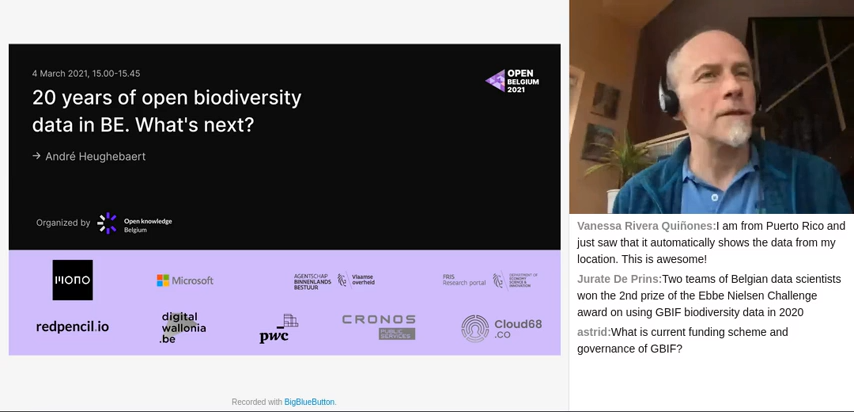 4 March 2021, 15.00-15.45
OPEN
BELGIUM
2021
20 years of open biodiversity
data in BE. What's next?
→ André Heughebaert
Organized by
Open knowledge
Belgium
MONO
Microsoft
AGENTSCHAP
BINNENLANDS
BESTUUR
Vlaamse
overheid
FRIS
Research portal
DEPARTMENT OF
ECONOMY
SCIENCE &
INNOVATION
redpencil.io
digital
wallonia
.be
pwc
CRONOS
PUBLIC
SERVICES
Cloud68
.CO
Recorded with BigBlueButton.
Vanessa Rivera Quiñones:I am from Puerto Rico and
just saw that it automatically shows the data from my
location. This is awesome!
Jurate De Prins:Two teams of Belgian data scientists
won the 2nd prize of the Ebbe Nielsen Challenge
award on using GBIF biodiversity data in 2020
astrid:What is current funding scheme and
governance of GBIF?